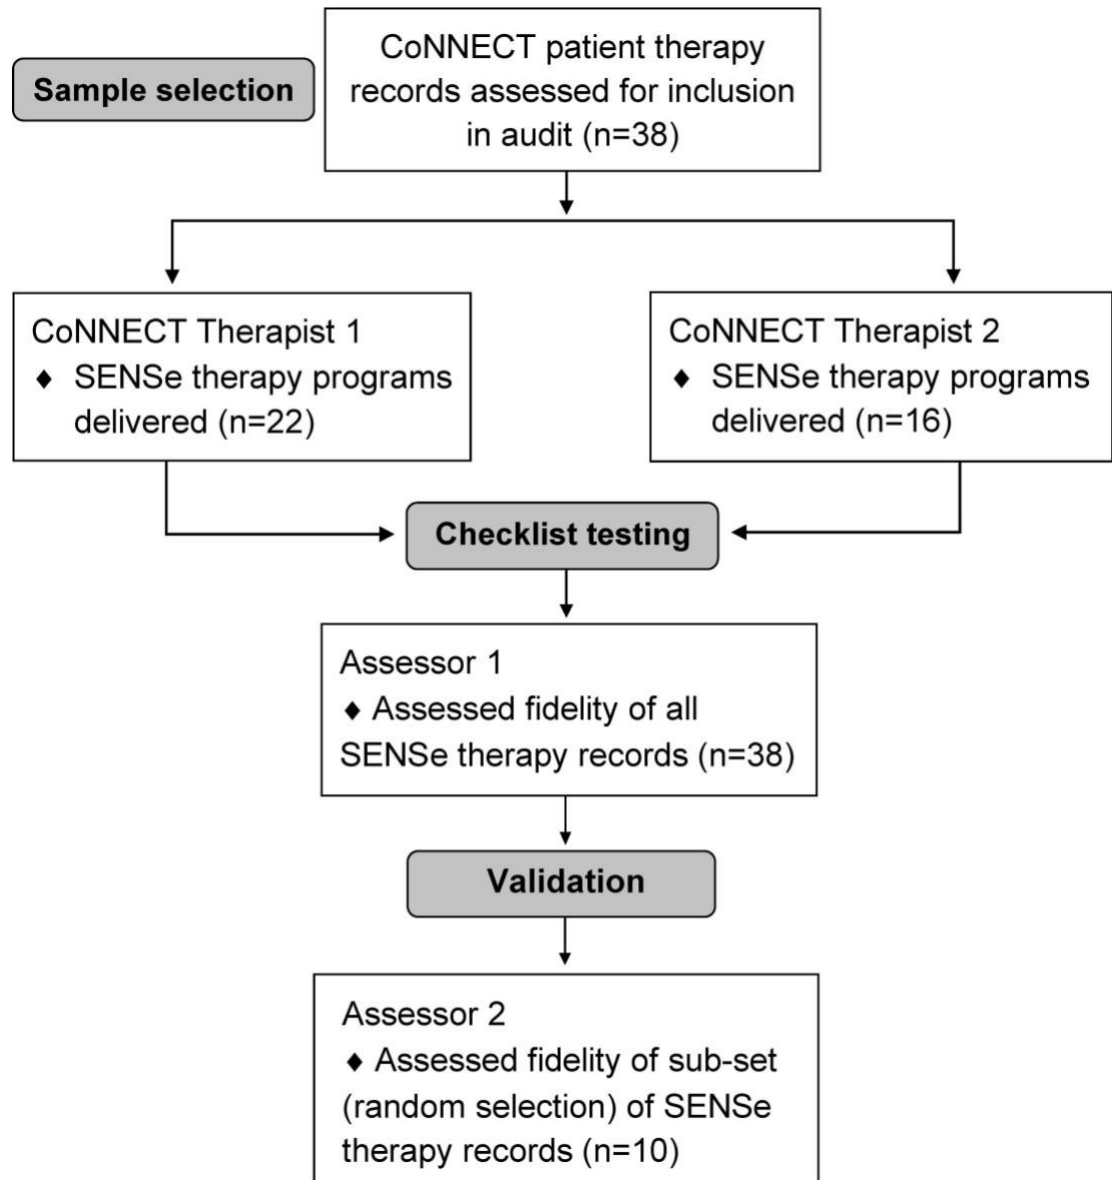 Sample selection
CoNNECT patient therapy
records assessed for inclusion
in audit (n=38)
CoNNECT Therapist 1
♦ SENSe therapy programs
delivered (n=22)
CoNNECT Therapist 2
♦ SENSe therapy programs
delivered (n=16)
Checklist testing
Assessor 1
♦ Assessed fidelity of all
SENSe therapy records (n=38)
Validation
Assessor 2
♦ Assessed fidelity of sub-set
(random selection) of SENSe
therapy records (n=10)